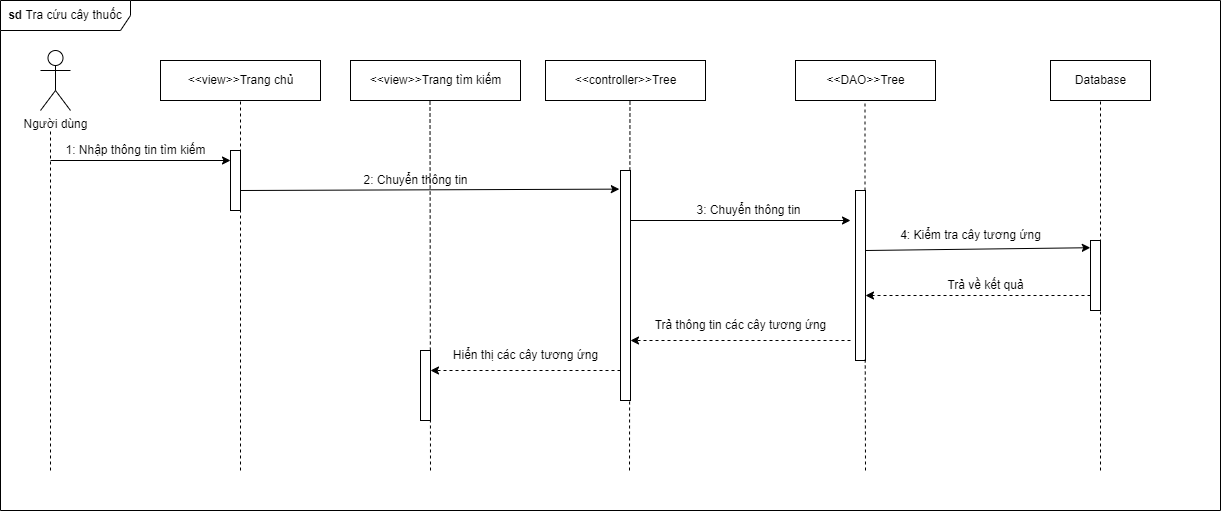 sd Tra cứu cây thuốc
Người dùng
<<view>>Trang chủ
<<view>>Trang tìm kiếm
<<controller>>Tree
<<DAO>>Tree
Database
1: Nhập thông tin tìm kiếm
2: Chuyển thông tin
3: Chuyển thông tin
4: Kiểm tra cây tương ứng
Trả về kết quả
Trả thông tin các cây tương ứng
Hiển thị các cây tương ứng